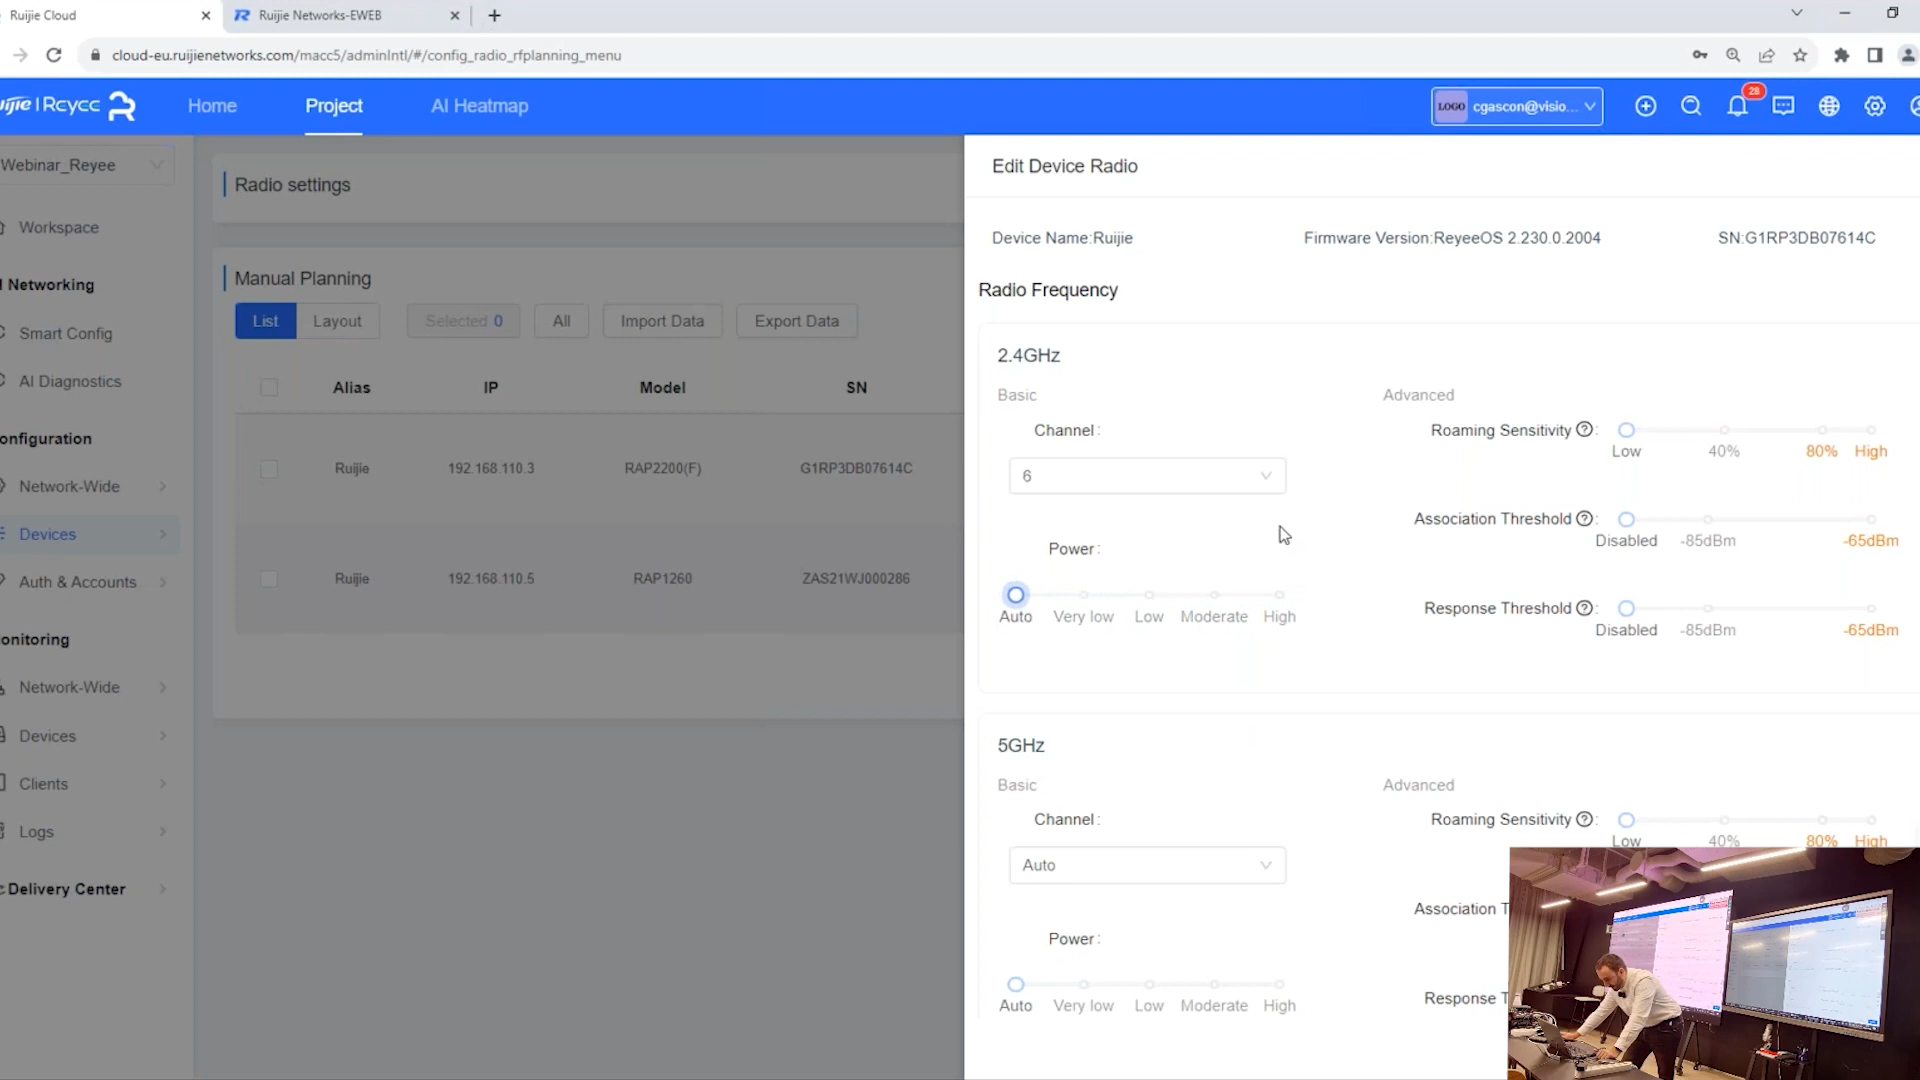 Ruijie Cloud
Ruijie Networks-EWEB
cloud-eu.ruijienetworks.com/macc5/adminIntl/#/config_radio_rfplanning_menu
Ruijie | Reyee
Home
Project
AI Heatmap
LOGO
cgascon@visio...
28
Webinar_Reyee
Workspace
Networking
Smart Config
AI Diagnostics
onfiguration
Network-Wide
Devices
Auth & Accounts
onitoring
Network-Wide
Devices
Clients
Logs
Delivery Center
Radio settings
Manual Planning
List
Layout
Selected 0
All
Import Data
Export Data
Alias
IP
Model
SN
Ruijie
192.168.110.3
RAP2200(F)
G1RP3DB07614C
Ruijie
192.168.110.5
RAP1260
ZAS21WJ000286
Edit Device Radio
Device Name:Ruijie
Firmware Version:ReyeeOS 2.230.0.2004
SN:G1RP3DB07614C
Radio Frequency
2.4GHz
Basic
Channel:
6
Power:
Auto
Very low
Low
Moderate
High
Advanced
Roaming Sensitivity ?:
Low
40%
80%
High
Association Threshold ?:
Disabled
-85dBm
-65dBm
Response Threshold ?:
Disabled
-85dBm
-65dBm
5GHz
Basic
Channel:
Auto
Power:
Auto
Very low
Low
Moderate
High
Advanced
Roaming Sensitivity ?:
Low
40%
80%
High
Association T
Response T